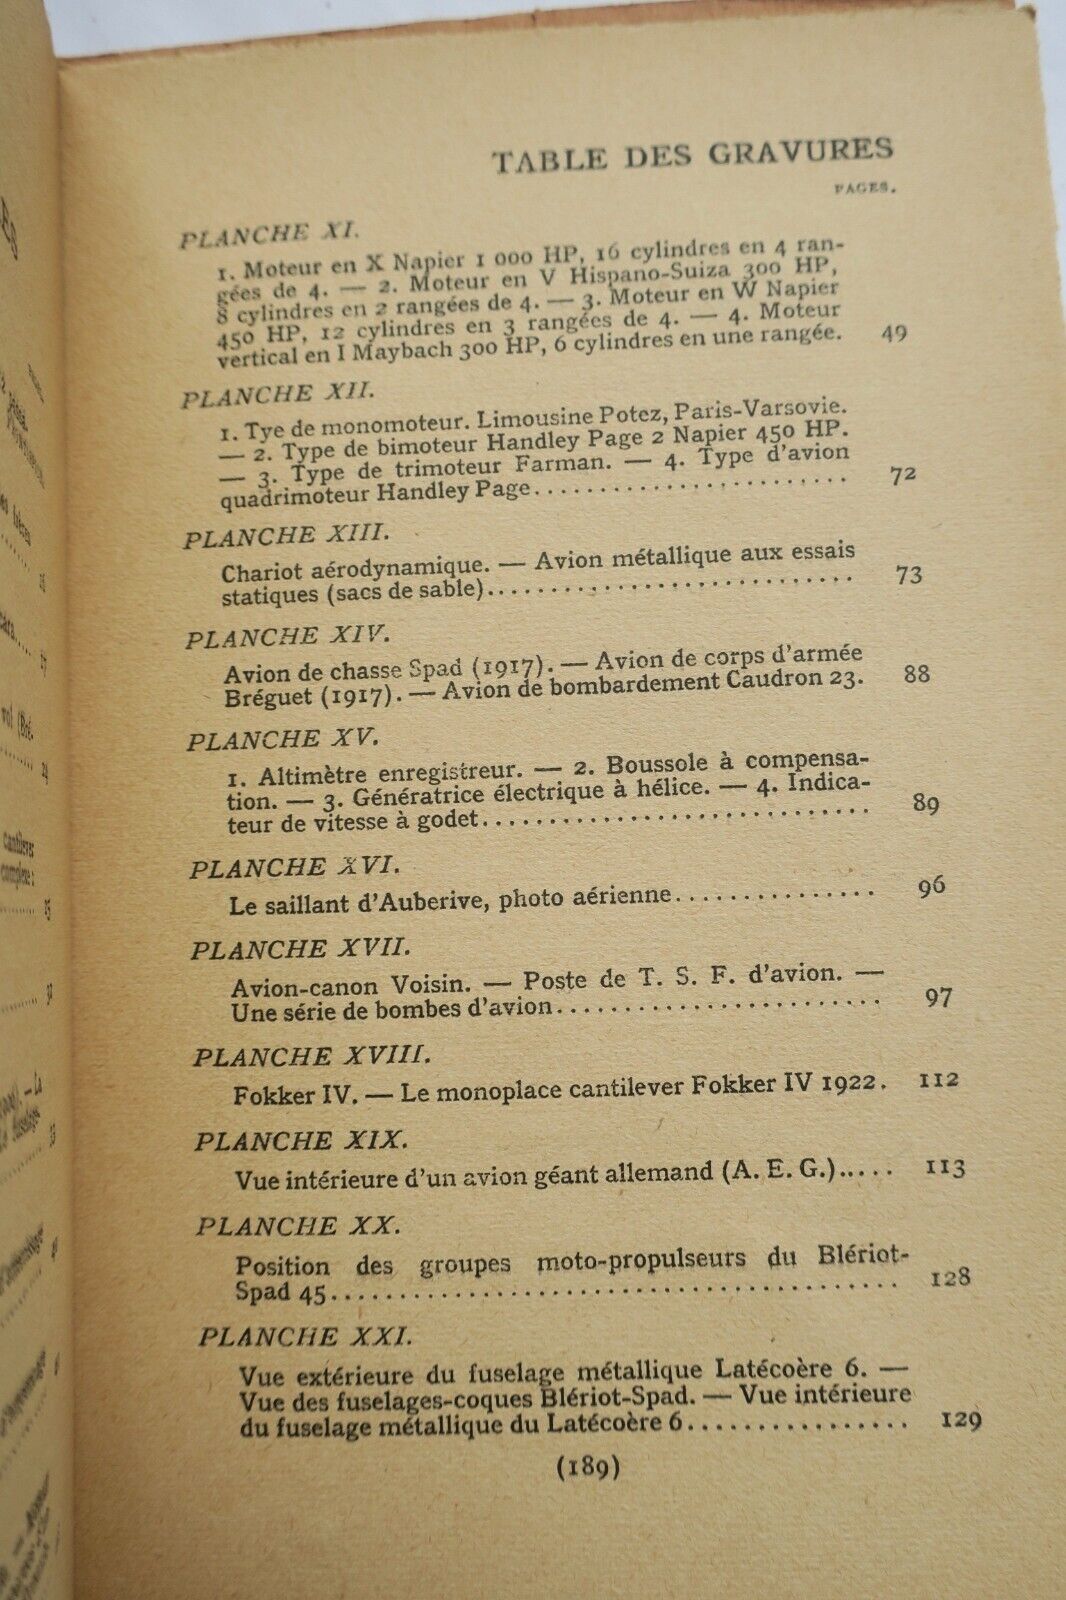 TABLE DES GRAVURES
PAGES.
PLANCHE XI.
1. Moteur en X Napier 1 000 HP, 16 cylindres en 4 ran-
gées de 4. — 2. Moteur en V Hispano-Suiza 300 HP,
8 cylindres en 2 rangées de 4. — 3. Moteur en W Napier
450 HP, 12 cylindres en 3 rangées de 4. — 4. Moteur
vertical en I Maybach 300 HP, 6 cylindres en une rangée. 49
PLANCHE XII.
1. Tye de monomoteur. Limousine Potez, Paris-Varsovie.
— 2. Type de bimoteur Handley Page 2 Napier 450 HP.
— 3. Type de trimoteur Farman. — 4. Type d'avion
quadrimoteur Handley Page........................ 72
PLANCHE XIII.
Chariot aérodynamique. — Avion métallique aux essais
statiques (sacs de sable)........................... 73
PLANCHE XIV.
Avion de chasse Spad (1917). — Avion de corps d'armée
Bréguet (1917). — Avion de bombardement Caudron 23. 88
PLANCHE XV.
1. Altimètre enregistreur. — 2. Boussole à compensa-
tion. — 3. Génératrice électrique à hélice. — 4. Indica-
teur de vitesse à godet............................. 89
PLANCHE XVI.
Le saillant d'Auberive, photo aérienne............... 96
PLANCHE XVII.
Avion-canon Voisin. — Poste de T. S. F. d'avion. —
Une série de bombes d'avion........................ 97
PLANCHE XVIII.
Fokker IV. — Le monoplace cantilever Fokker IV 1922. 112
PLANCHE XIX.
Vue intérieure d'un avion géant allemand (A. E. G.)..... 113
PLANCHE XX.
Position des groupes moto-propulseurs du Blériot-
Spad 45.......................................... 128
PLANCHE XXI.
Vue extérieure du fuselage métallique Latécoère 6. —
Vue des fuselages-coques Blériot-Spad. — Vue intérieure
du fuselage métallique du Latécoère 6................ 129
(189)